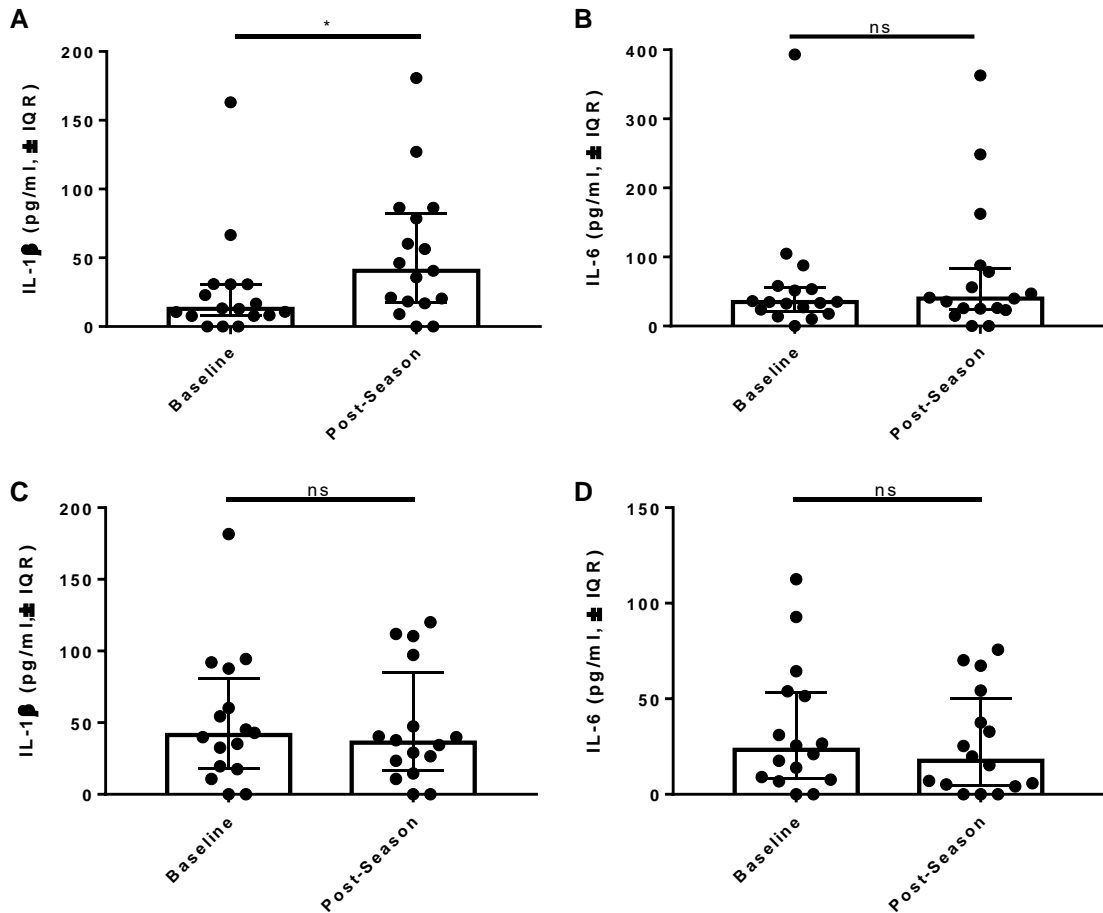 A
*
IL-1β (pg/ml, ± IQR)
200
150
100
50
0
Baseline
Post-Season
B
ns
IL-6 (pg/ml, ± IQR)
400
300
200
100
0
Baseline
Post-Season
C
ns
IL-1β (pg/ml,± IQR)
200
150
100
50
0
Baseline
Post-Season
D
ns
IL-6 (pg/ml, ± IQR)
150
100
50
0
Baseline
Post-Season